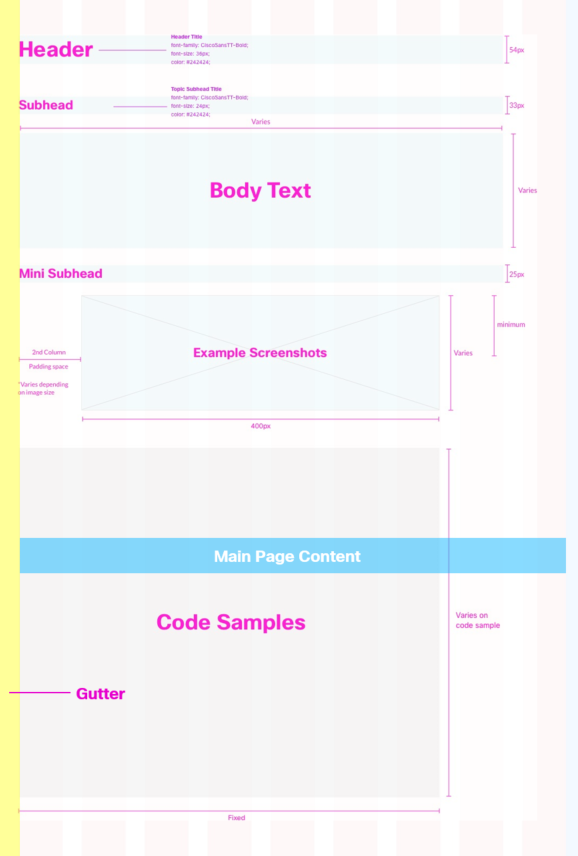 Header Title
Header
font-family: CiscoSansTT-Bold;
font-size: 36px;
color: #242424;
54px
Topic Subhead Title
Subhead
font-family: CiscoSansTT-Bold;
font-size: 24px;
color: #242424;
33px
Varies
Body Text
Varies
Mini Subhead
25px
minimum
2nd Column
Example Screenshots
Varies
Padding space
*Varies depending
on image size
400px
Main Page Content
Code Samples
Varies on
code sample
Gutter
Fixed